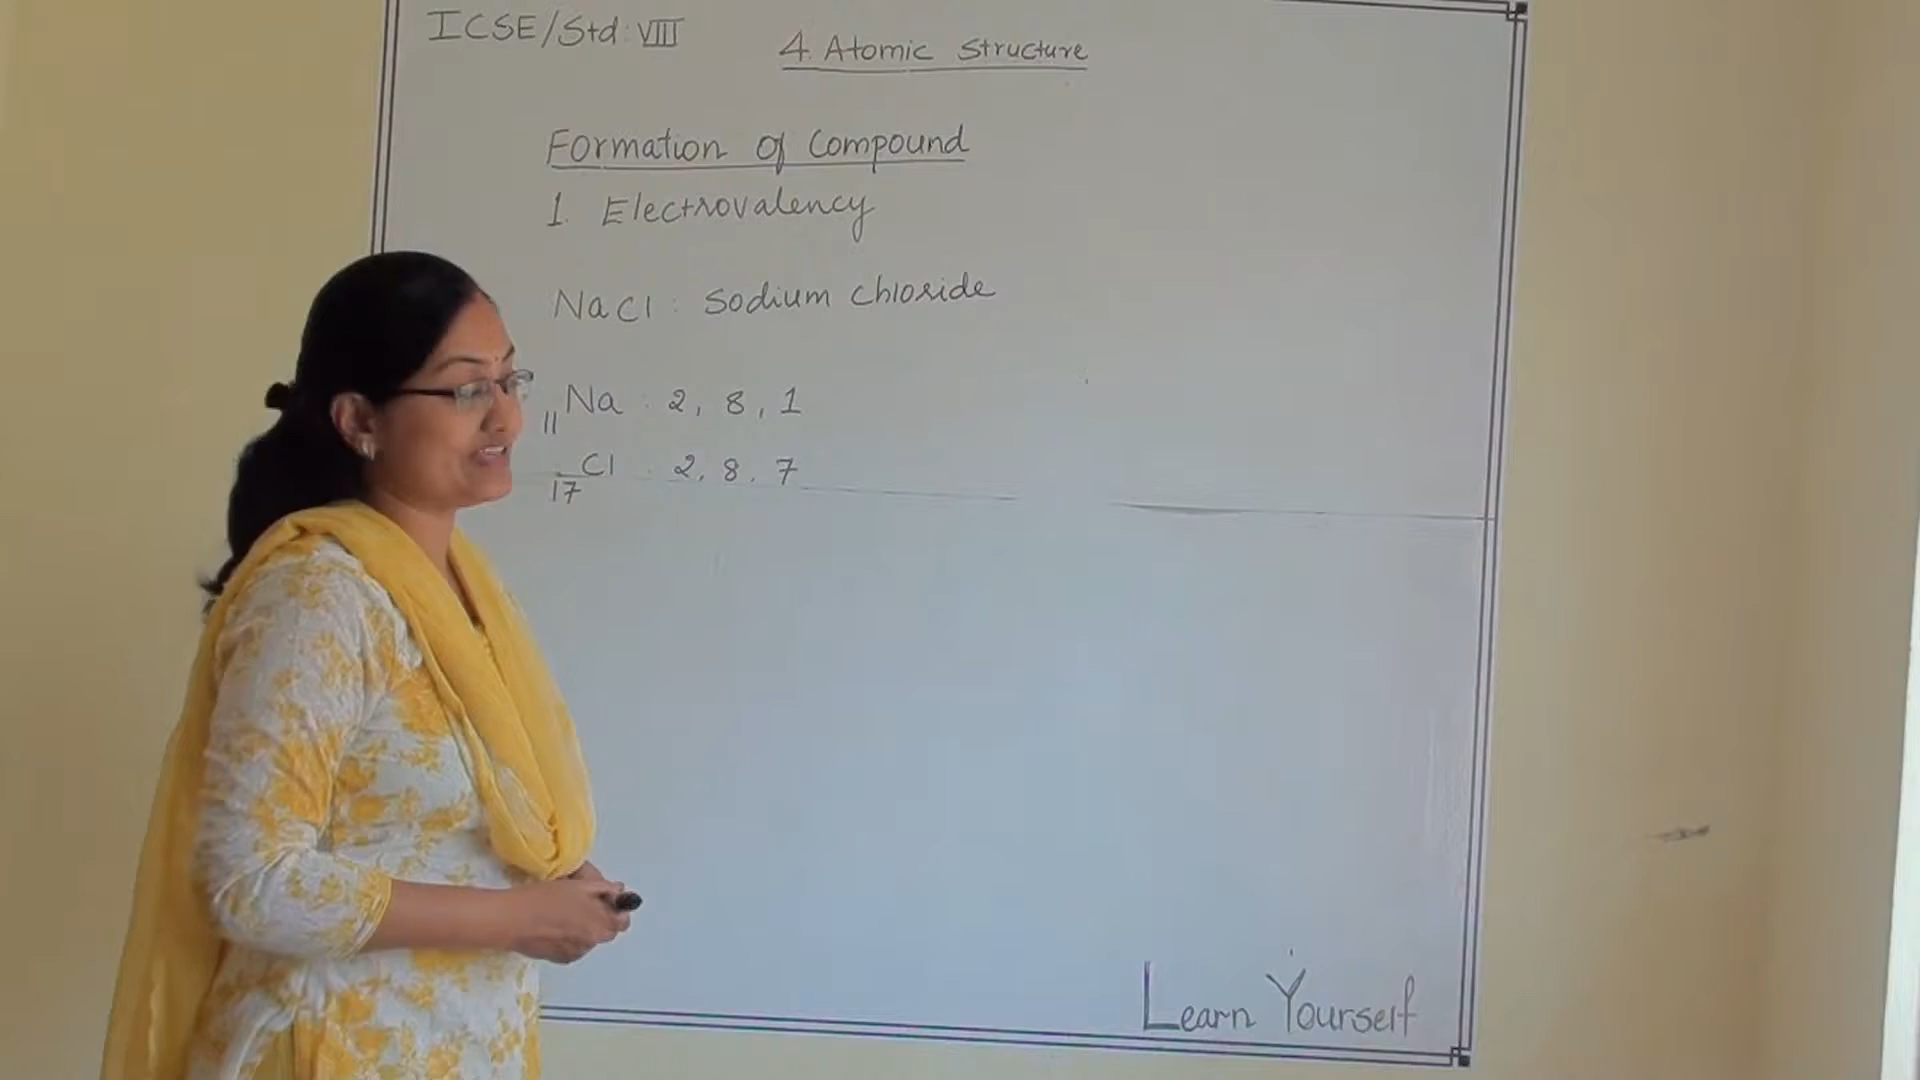 ICSE/Std: VIII
4. Atomic Structure
Formation of Compound
1. Electrovalency
NaCl : Sodium Chloride
11Na : 2, 8, 1
17Cl : 2, 8, 7
Learn Yourself